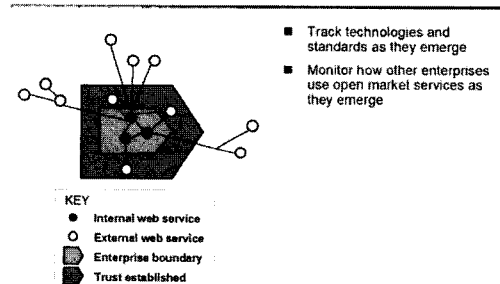 ■ Track technologies and
standards as they emerge
■ Monitor how other enterprises
use open market services as
they emerge
KEY
Internal web service
External web service
Enterprise boundary
Trust established